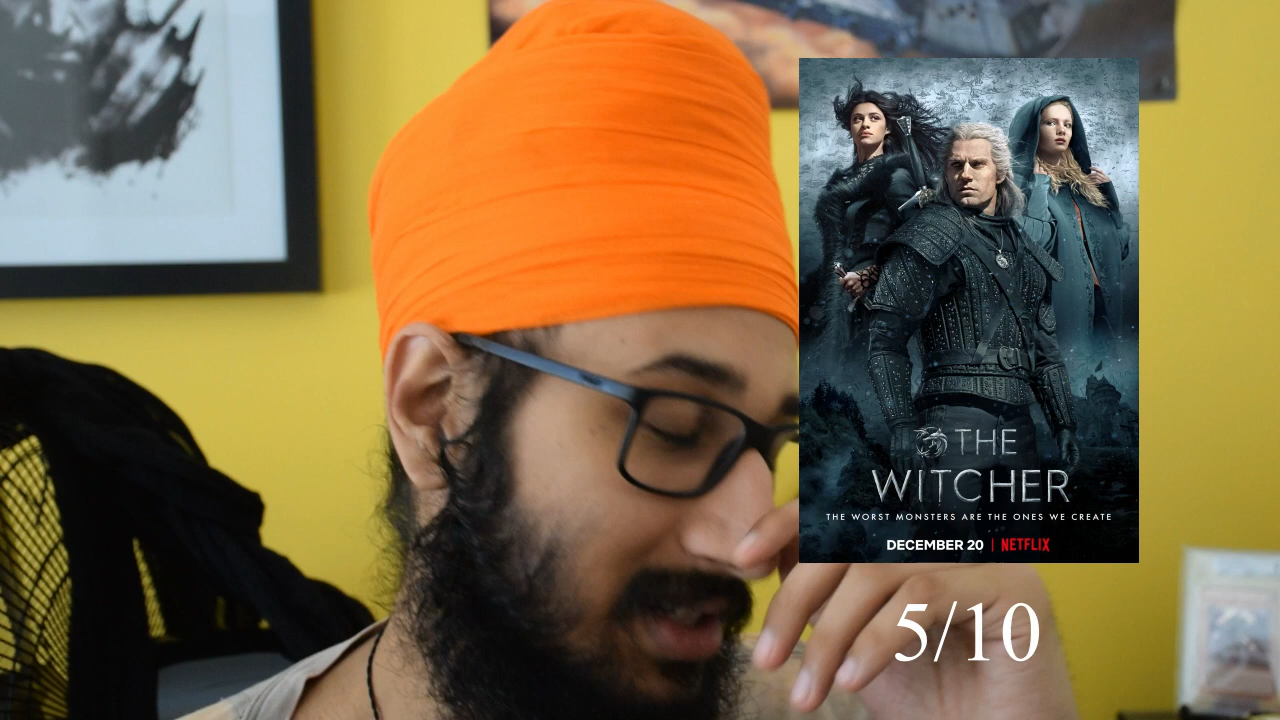 THE
WITCHER
THE WORST MONSTERS ARE THE ONES WE CREATE
DECEMBER 20 | NETFLIX
5/10